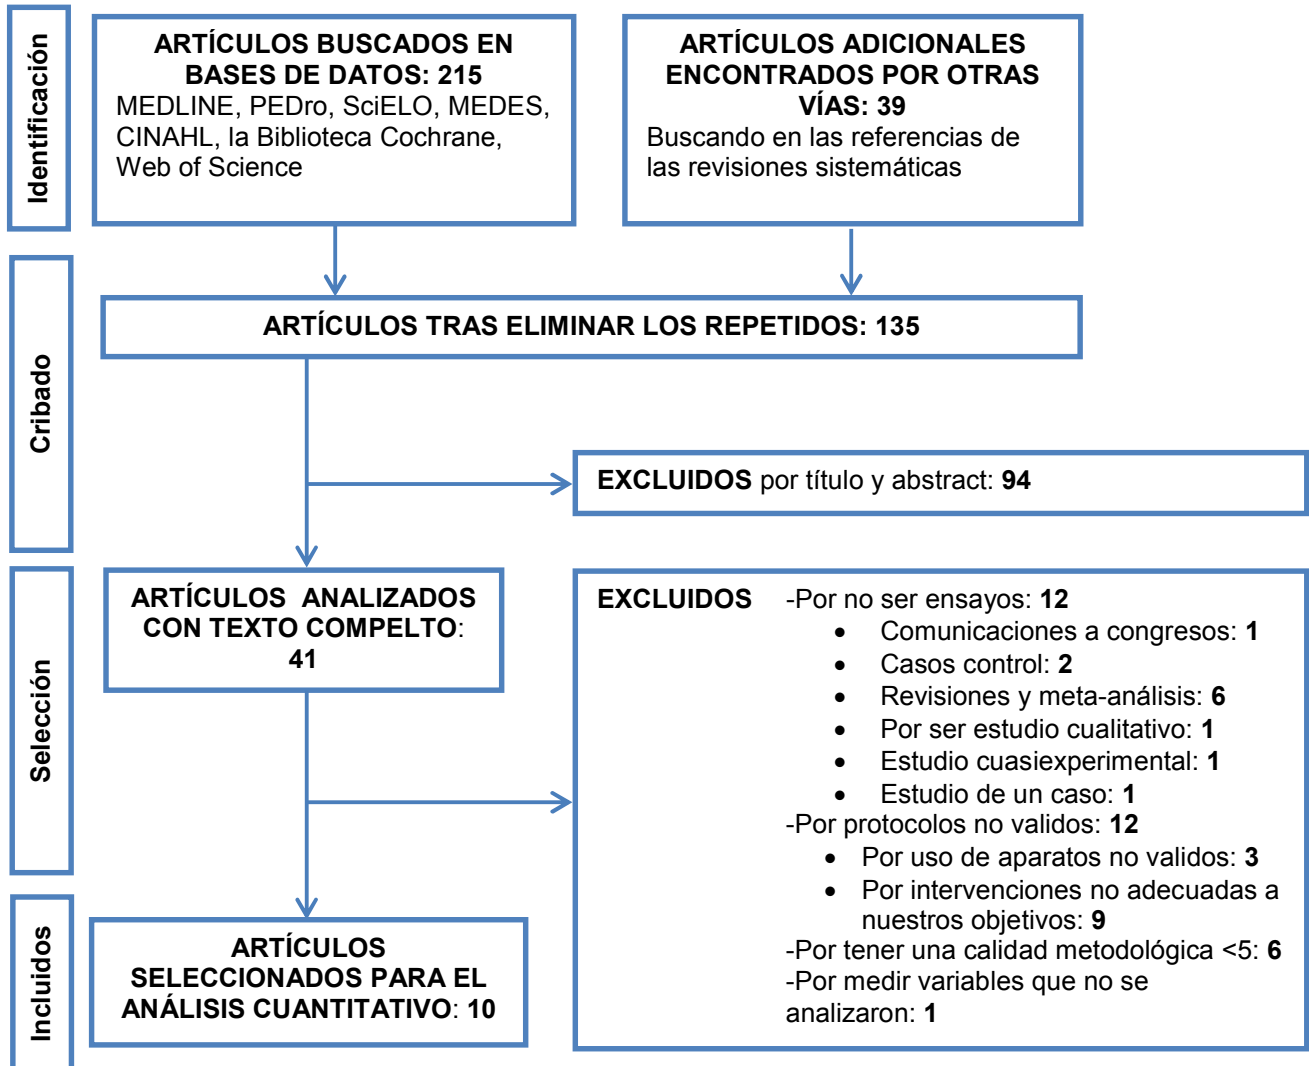 Identificación
ARTÍCULOS BUSCADOS EN
BASES DE DATOS: 215
MEDLINE, PEDro, SciELO, MEDES,
CINAHL, la Biblioteca Cochrane,
Web of Science
ARTÍCULOS ADICIONALES
ENCONTRADOS POR OTRAS
VÍAS: 39
Buscando en las referencias de
las revisiones sistemáticas
Cribado
ARTÍCULOS TRAS ELIMINAR LOS REPETIDOS: 135
EXCLUIDOS por título y abstract: 94
Selección
ARTÍCULOS ANALIZADOS
CON TEXTO COMPELTO:
41
EXCLUIDOS -Por no ser ensayos: 12
• Comunicaciones a congresos: 1
• Casos control: 2
• Revisiones y meta-análisis: 6
• Por ser estudio cualitativo: 1
• Estudio cuasiexperimental: 1
• Estudio de un caso: 1
-Por protocolos no validos: 12
• Por uso de aparatos no validos: 3
• Por intervenciones no adecuadas a
nuestros objetivos: 9
-Por tener una calidad metodológica <5: 6
-Por medir variables que no se
analizaron: 1
Incluidos
ARTÍCULOS
SELECCIONADOS PARA EL
ANÁLISIS CUANTITATIVO: 10